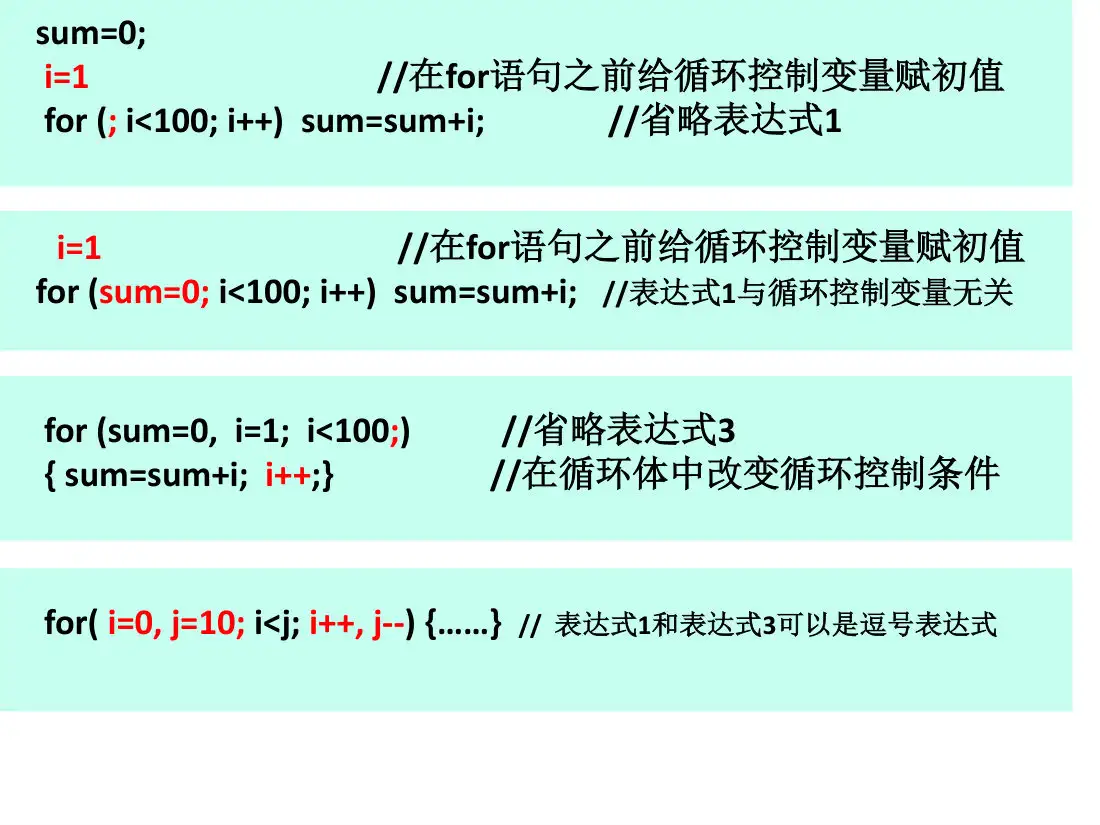 sum=0;
i=1 //在for语句之前给循环控制变量赋初值
for (; i<100; i++) sum=sum+i; //省略表达式1
i=1 //在for语句之前给循环控制变量赋初值
for (sum=0; i<100; i++) sum=sum+i; //表达式1与循环控制变量无关
for (sum=0, i=1; i<100;) //省略表达式3
{ sum=sum+i; i++;} //在循环体中改变循环控制条件
for( i=0, j=10; i<j; i++, j--) {……} // 表达式1和表达式3可以是逗号表达式